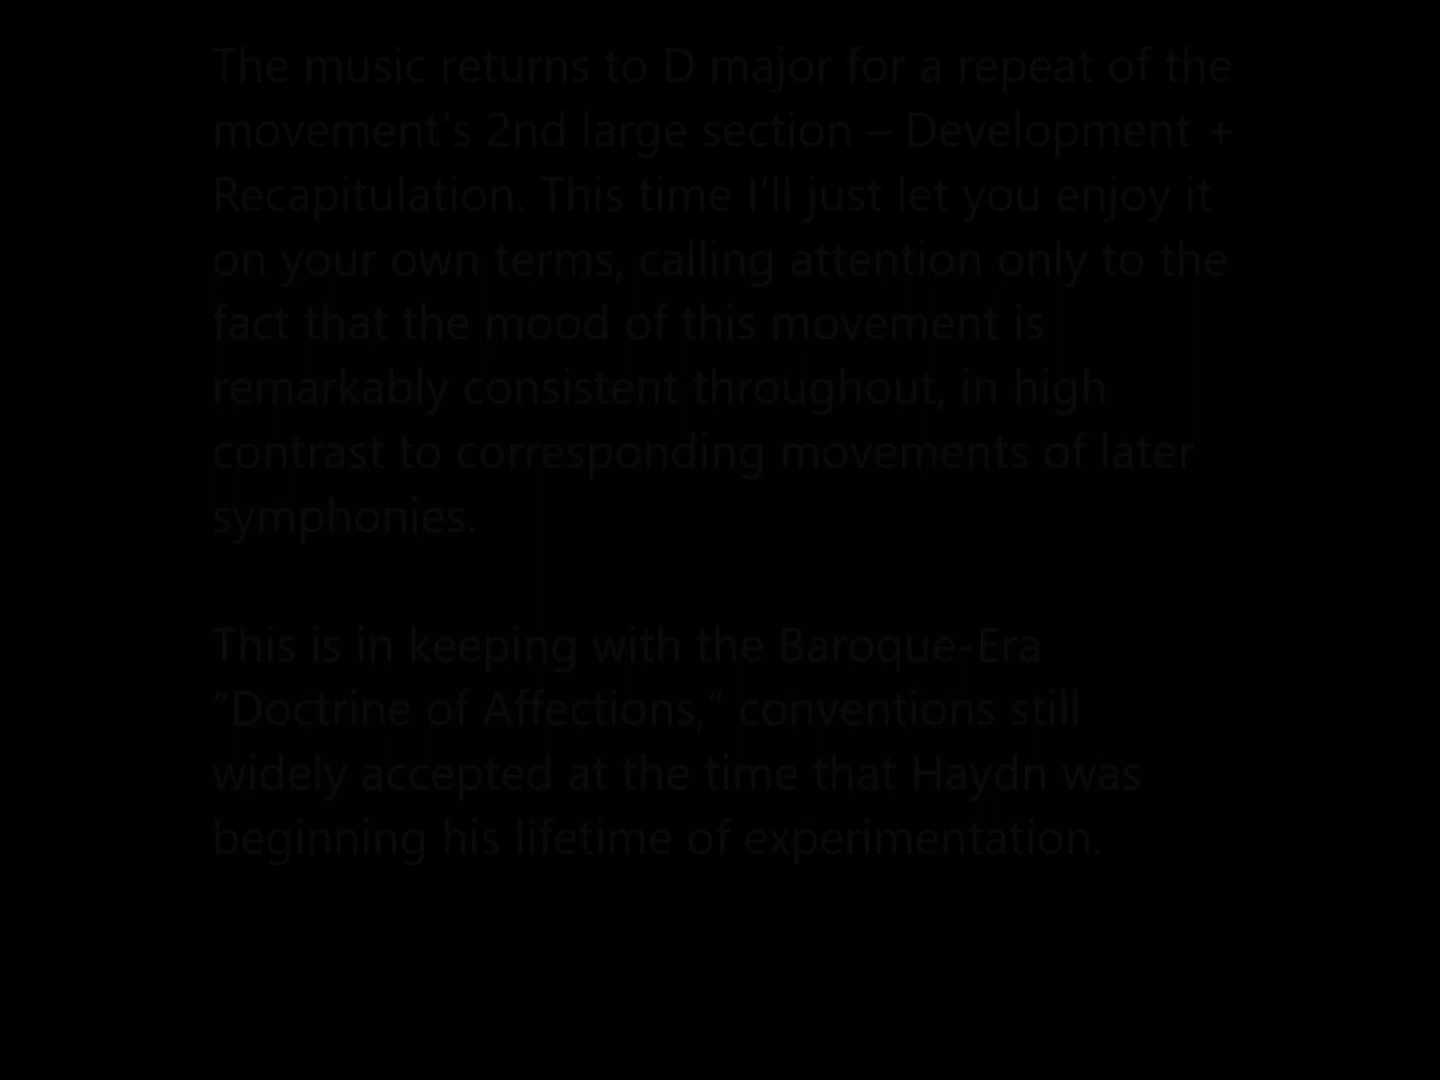 The music returns to D major for a repeat of the
movement’s 2nd large section – Development +
Recapitulation. This time I’ll just let you enjoy it
on your own terms, calling attention only to the
fact that the mood of this movement is
remarkably consistent throughout, in high
contrast to corresponding movements of later
symphonies.
This is in keeping with the Baroque-Era
“Doctrine of Affections,“ conventions still
widely accepted at the time that Haydn was
beginning his lifetime of experimentation.